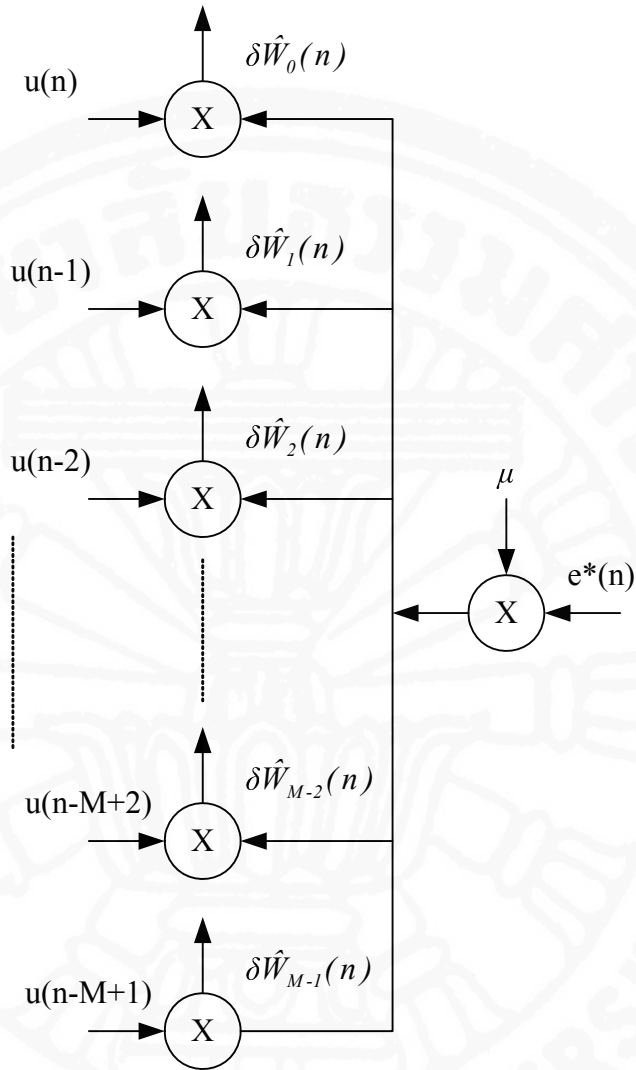 δŴ₀(n)
u(n)
X
δŴ₁(n)
u(n-1)
X
δŴ₂(n)
u(n-2)
X
μ
e*(n)
X
δŴ_{M-2}(n)
u(n-M+2)
X
δŴ_{M-1}(n)
u(n-M+1)
X